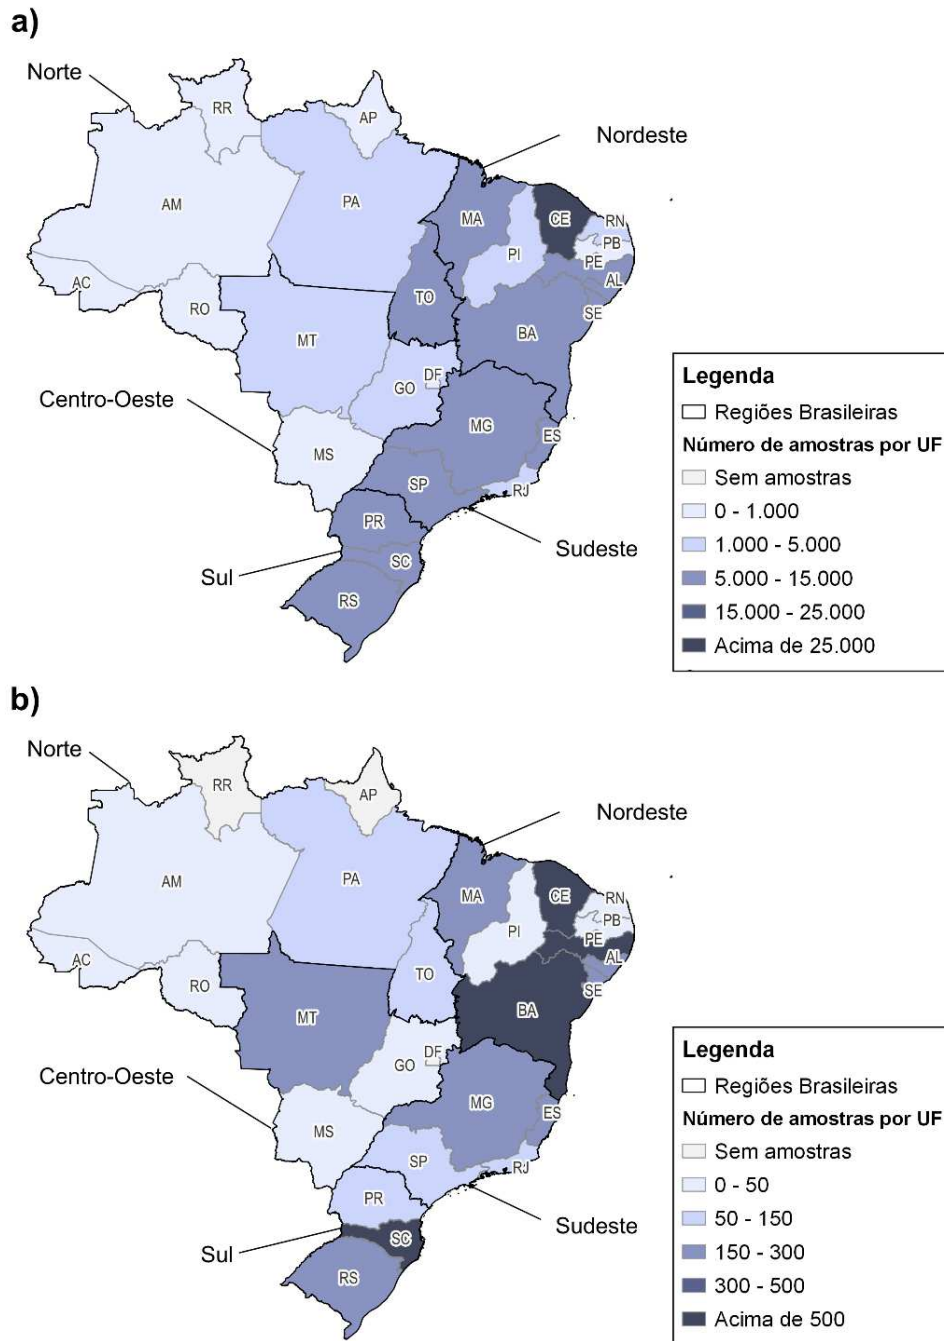 a)
Norte
RR
AP
Nordeste
AM
PA
MA
CE
RN
PB
PI
PE
AL
AC
TO
SE
RO
BA
MT
DF
GO
Centro-Oeste
MG
ES
MS
SP
RJ
PR
Sudeste
Sul
SC
RS
Legenda
Regiões Brasileiras
Número de amostras por UF
Sem amostras
0 - 1.000
1.000 - 5.000
5.000 - 15.000
15.000 - 25.000
Acima de 25.000
b)
Norte
RR
AP
Nordeste
AM
PA
MA
CE
RN
PB
PI
PE
AL
AC
TO
SE
RO
BA
MT
DF
GO
Centro-Oeste
MG
ES
MS
SP
RJ
PR
Sudeste
Sul
SC
RS
Legenda
Regiões Brasileiras
Número de amostras por UF
Sem amostras
0 - 50
50 - 150
150 - 300
300 - 500
Acima de 500